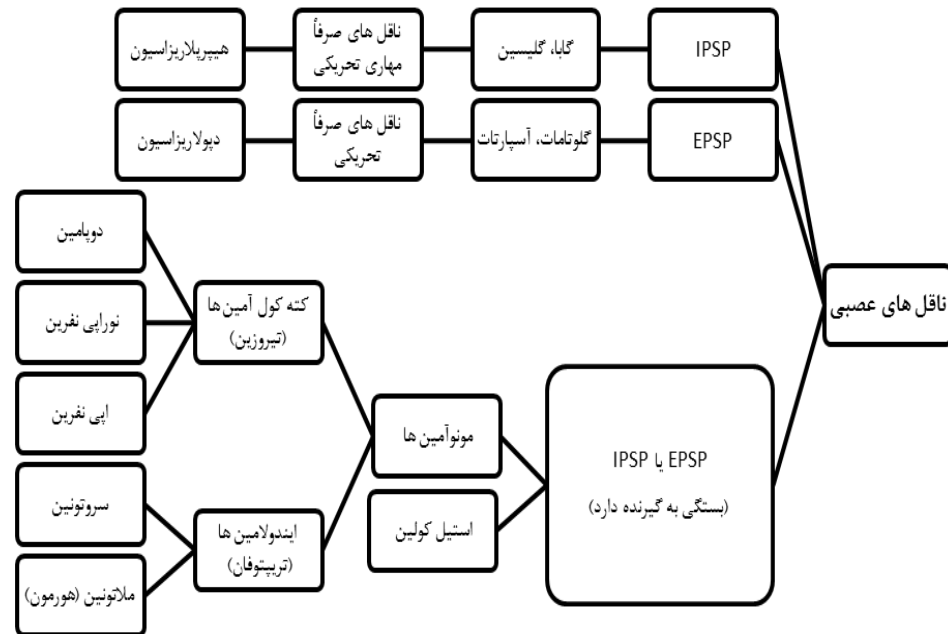 ناقل های عصبی
IPSP
گابا، گلیسین
ناقل های صرفاً
مهاری تحریکی
هیپرپلاریزاسیون
EPSP
گلوتامات، آسپارتات
ناقل های صرفاً
تحریکی
دپولاریزاسیون
EPSP یا IPSP
(بستگی به گیرنده دارد)
مونوآمین ها
کته کول آمین ها
(تیروزین)
دوپامین
نوراپی نفرین
اپی نفرین
ایندولامین ها
(تریپتوفان)
سروتونین
ملاتونین (هورمون)
استیل کولین